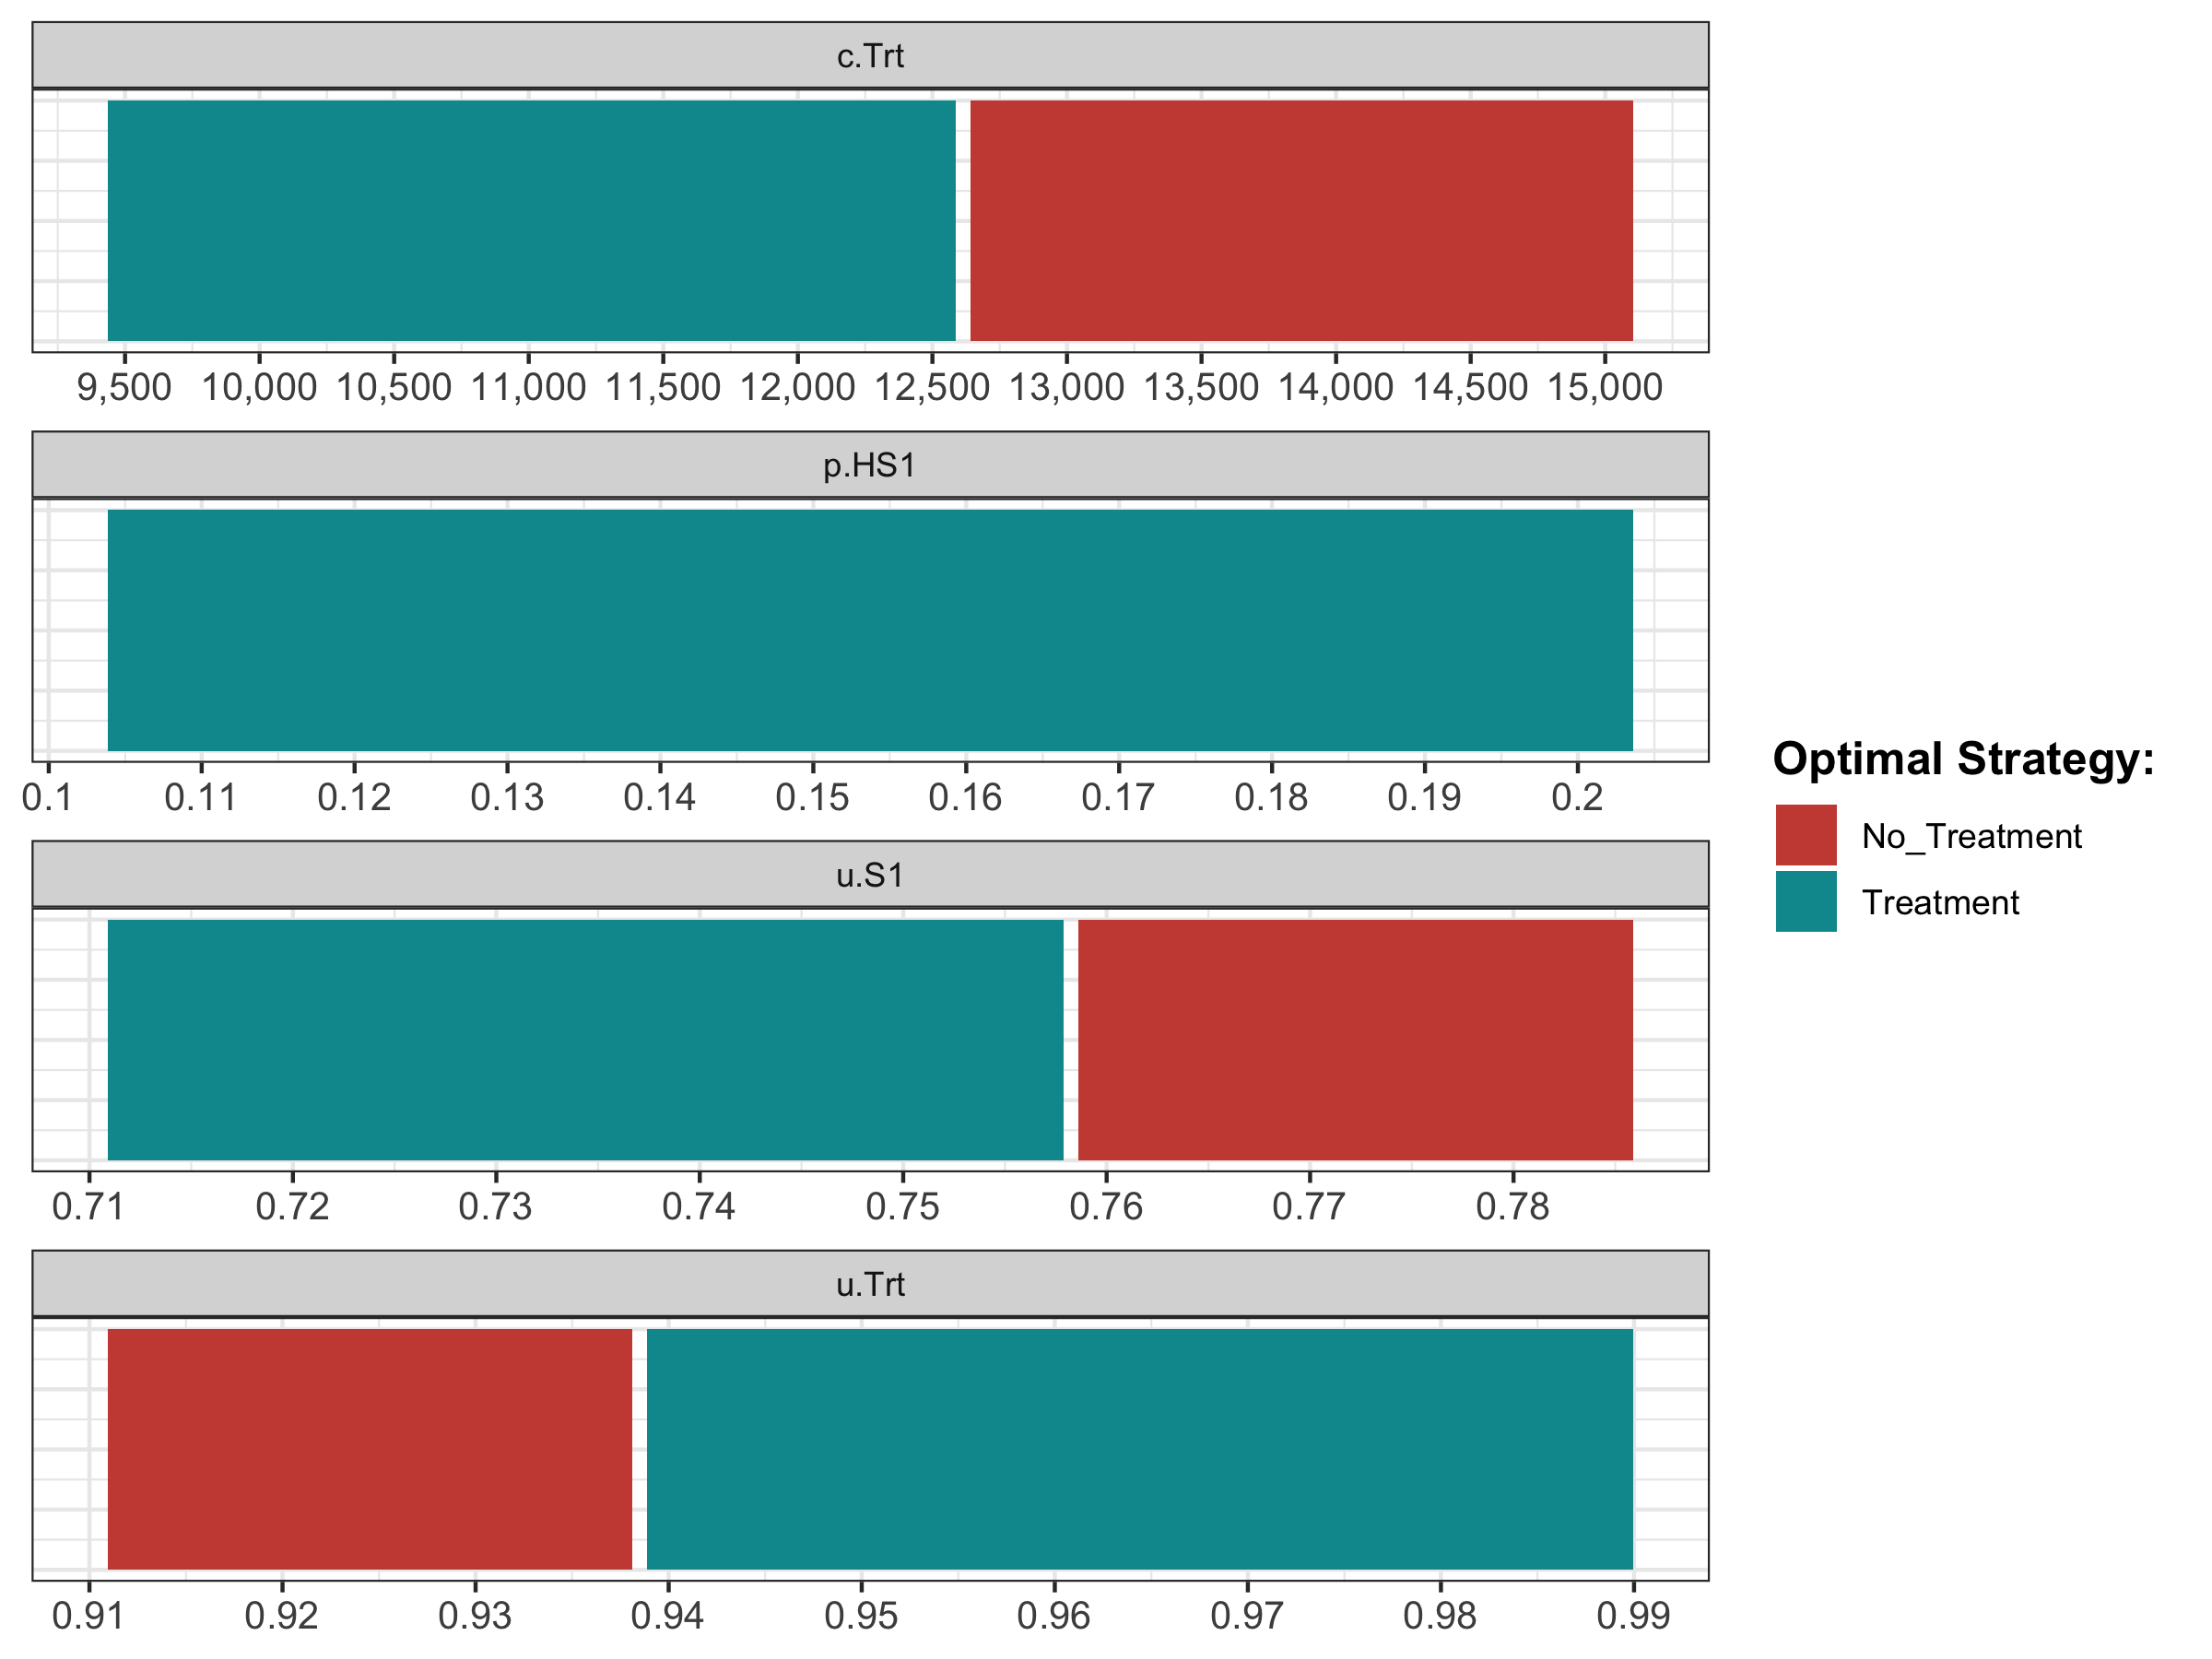 c.Trt
9,500 10,000 10,500 11,000 11,500 12,000 12,500 13,000 13,500 14,000 14,500 15,000
p.HS1
0.1 0.11 0.12 0.13 0.14 0.15 0.16 0.17 0.18 0.19 0.2
u.S1
0.71 0.72 0.73 0.74 0.75 0.76 0.77 0.78
u.Trt
0.91 0.92 0.93 0.94 0.95 0.96 0.97 0.98 0.99
Optimal Strategy:
No_Treatment
Treatment